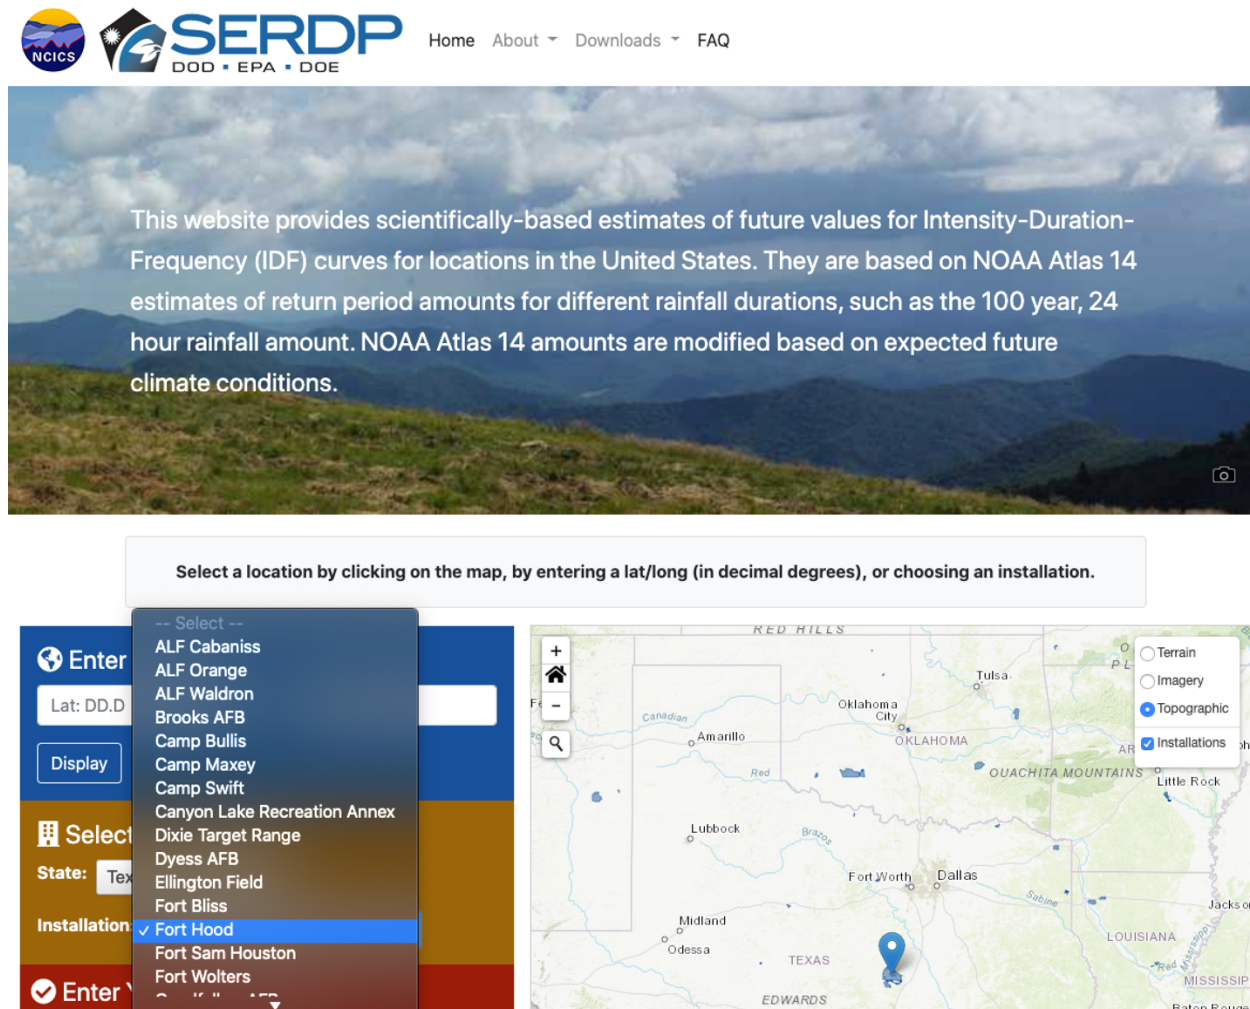 NCICS
SERDP
DOD • EPA • DOE
Home About Downloads FAQ
This website provides scientifically-based estimates of future values for Intensity-Duration-
Frequency (IDF) curves for locations in the United States. They are based on NOAA Atlas 14
estimates of return period amounts for different rainfall durations, such as the 100 year, 24
hour rainfall amount. NOAA Atlas 14 amounts are modified based on expected future
climate conditions.
Select a location by clicking on the map, by entering a lat/long (in decimal degrees), or choosing an installation.
Enter
Lat: DD.D
Display
Select
State: Tex
Installation:
Enter
-- Select --
ALF Cabaniss
ALF Orange
ALF Waldron
Brooks AFB
Camp Bullis
Camp Maxey
Camp Swift
Canyon Lake Recreation Annex
Dixie Target Range
Dyess AFB
Ellington Field
Fort Bliss
✓ Fort Hood
Fort Sam Houston
Fort Wolters
+
−
Terrain
Imagery
Topographic
Installations
RED HILLS
Tulsa
Oklahoma
City
OKLAHOMA
Canadian
Amarillo
Red
OUACHITA MOUNTAINS
Little Rock
Lubbock
Brazos
Fort Worth
Dallas
Sabine
Midland
Odessa
TEXAS
LOUISIANA
Jackso
Red
Mississippi
MISSISSIP
EDWARDS
Baton Rouge